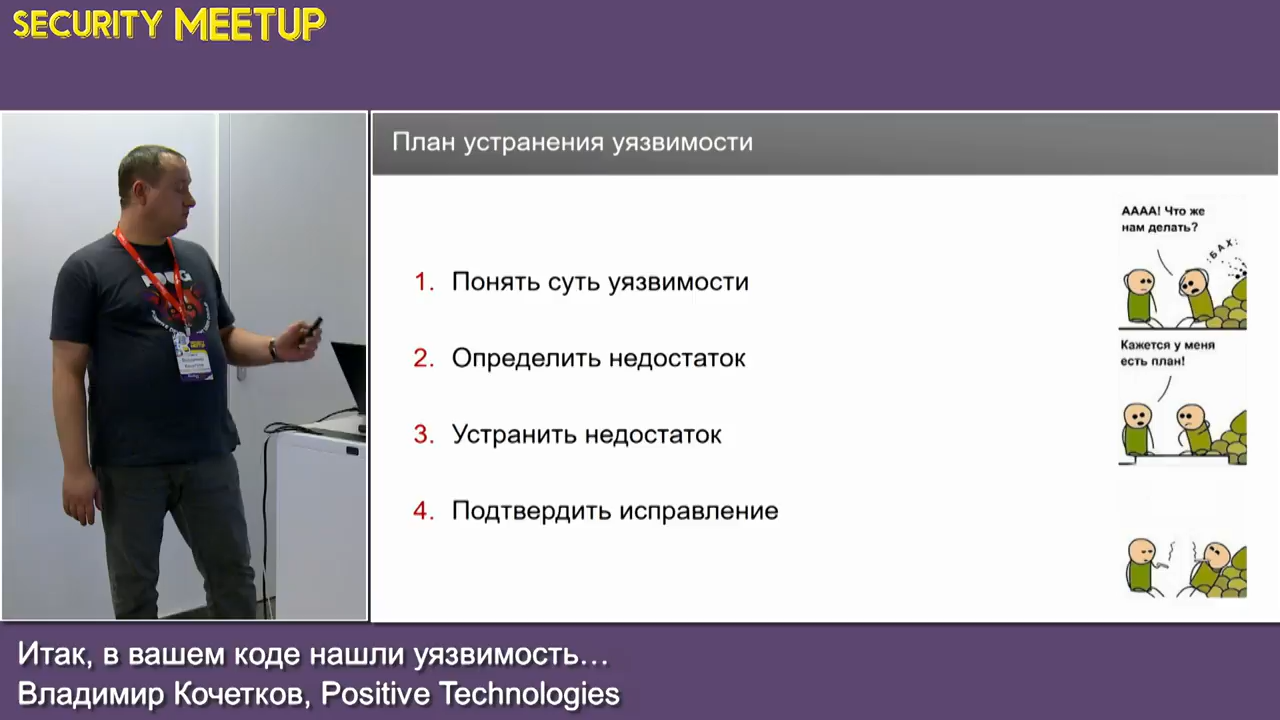 SECURITY MEETUP
План устранения уязвимости
1. Понять суть уязвимости
2. Определить недостаток
3. Устранить недостаток
4. Подтвердить исправление
АААА! Что же
нам делать?
БАХ!
Кажется у меня
есть план!
Итак, в вашем коде нашли уязвимость...
Владимир Кочетков, Positive Technologies